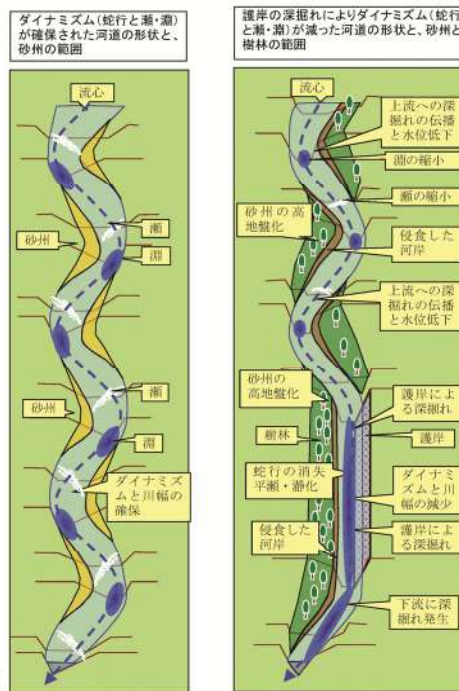 ダイナミズム(蛇行と瀬・淵)
が確保された河道の形状と、
砂州の範囲
流心
瀬
砂州
淵
瀬
砂州
淵
ダイナミズ
ムと川幅の
確保
護岸の深掘れによりダイナミズム(蛇行
と瀬・淵)が減った河道の形状と、砂州と
樹林の範囲
流心
上流への深
掘れの伝播
と水位低下
淵の縮小
瀬の縮小
砂州の高
地盤化
侵食した
河岸
上流への深
掘れの伝播
と水位低下
砂州の
高地盤化
護岸によ
る深掘れ
樹林
護岸
蛇行の消失
平瀬・瀞化
ダイナミ
ズムと川
幅の減少
侵食した
河岸
護岸によ
る深掘れ
下流に深
掘れ発生